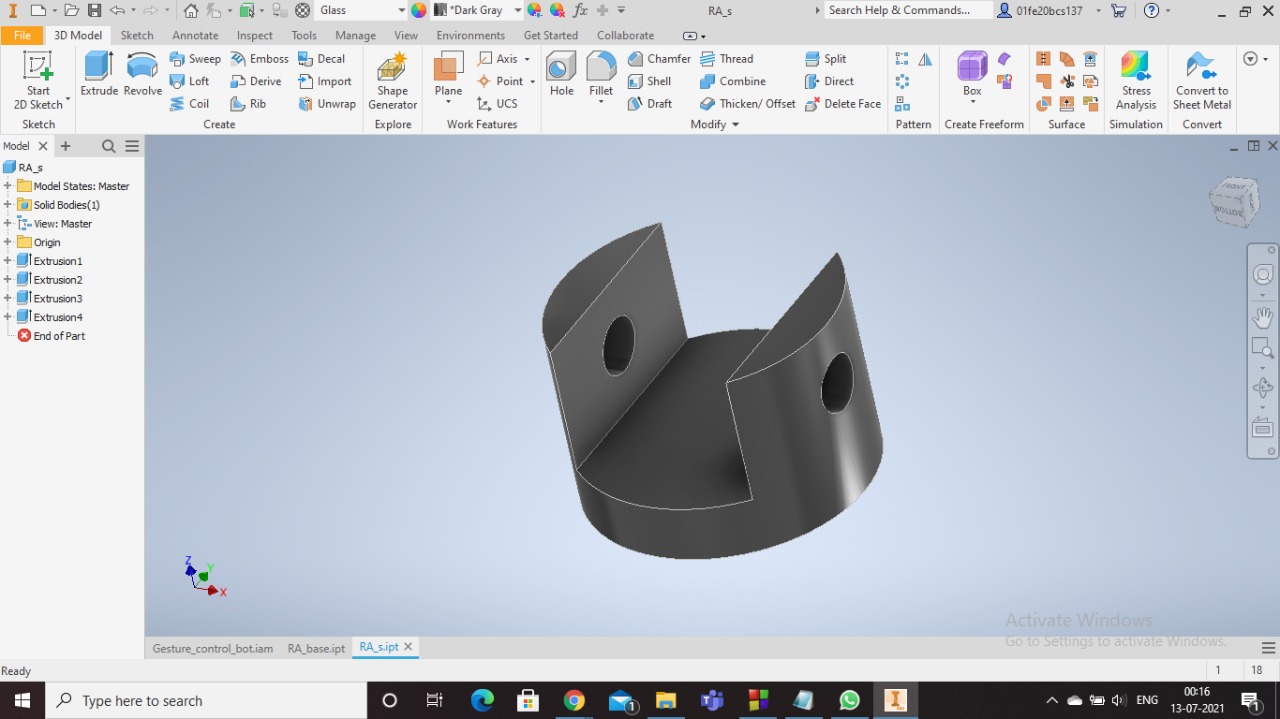 Glass
*Dark Gray
fx
RA_s
Search Help & Commands...
01fe20bcs137
File 3D Model Sketch Annotate Inspect Tools Manage View Environments Get Started Collaborate
Start
2D Sketch
Extrude
Revolve
Sweep
Loft
Coil
Emboss
Derive
Rib
Decal
Import
Unwrap
Shape
Generator
Plane
Axis
Point
UCS
Hole
Fillet
Chamfer
Shell
Draft
Thread
Combine
Thicken/ Offset
Split
Direct
Delete Face
Box
Stress
Analysis
Convert to
Sheet Metal
Sketch
Create
Explore
Work Features
Modify
Pattern
Create Freeform
Surface
Simulation
Convert
Model
RA_s
Model States: Master
Solid Bodies(1)
View: Master
Origin
Extrusion1
Extrusion2
Extrusion3
Extrusion4
End of Part
FRONT
BOTTOM
Z
Y
X
Activate Windows
Go to Settings to activate Windows.
Gesture_control_bot.iam RA_base.ipt RA_s.ipt
Ready
1 18
Type here to search
1
ENG
00:16
13-07-2021
1